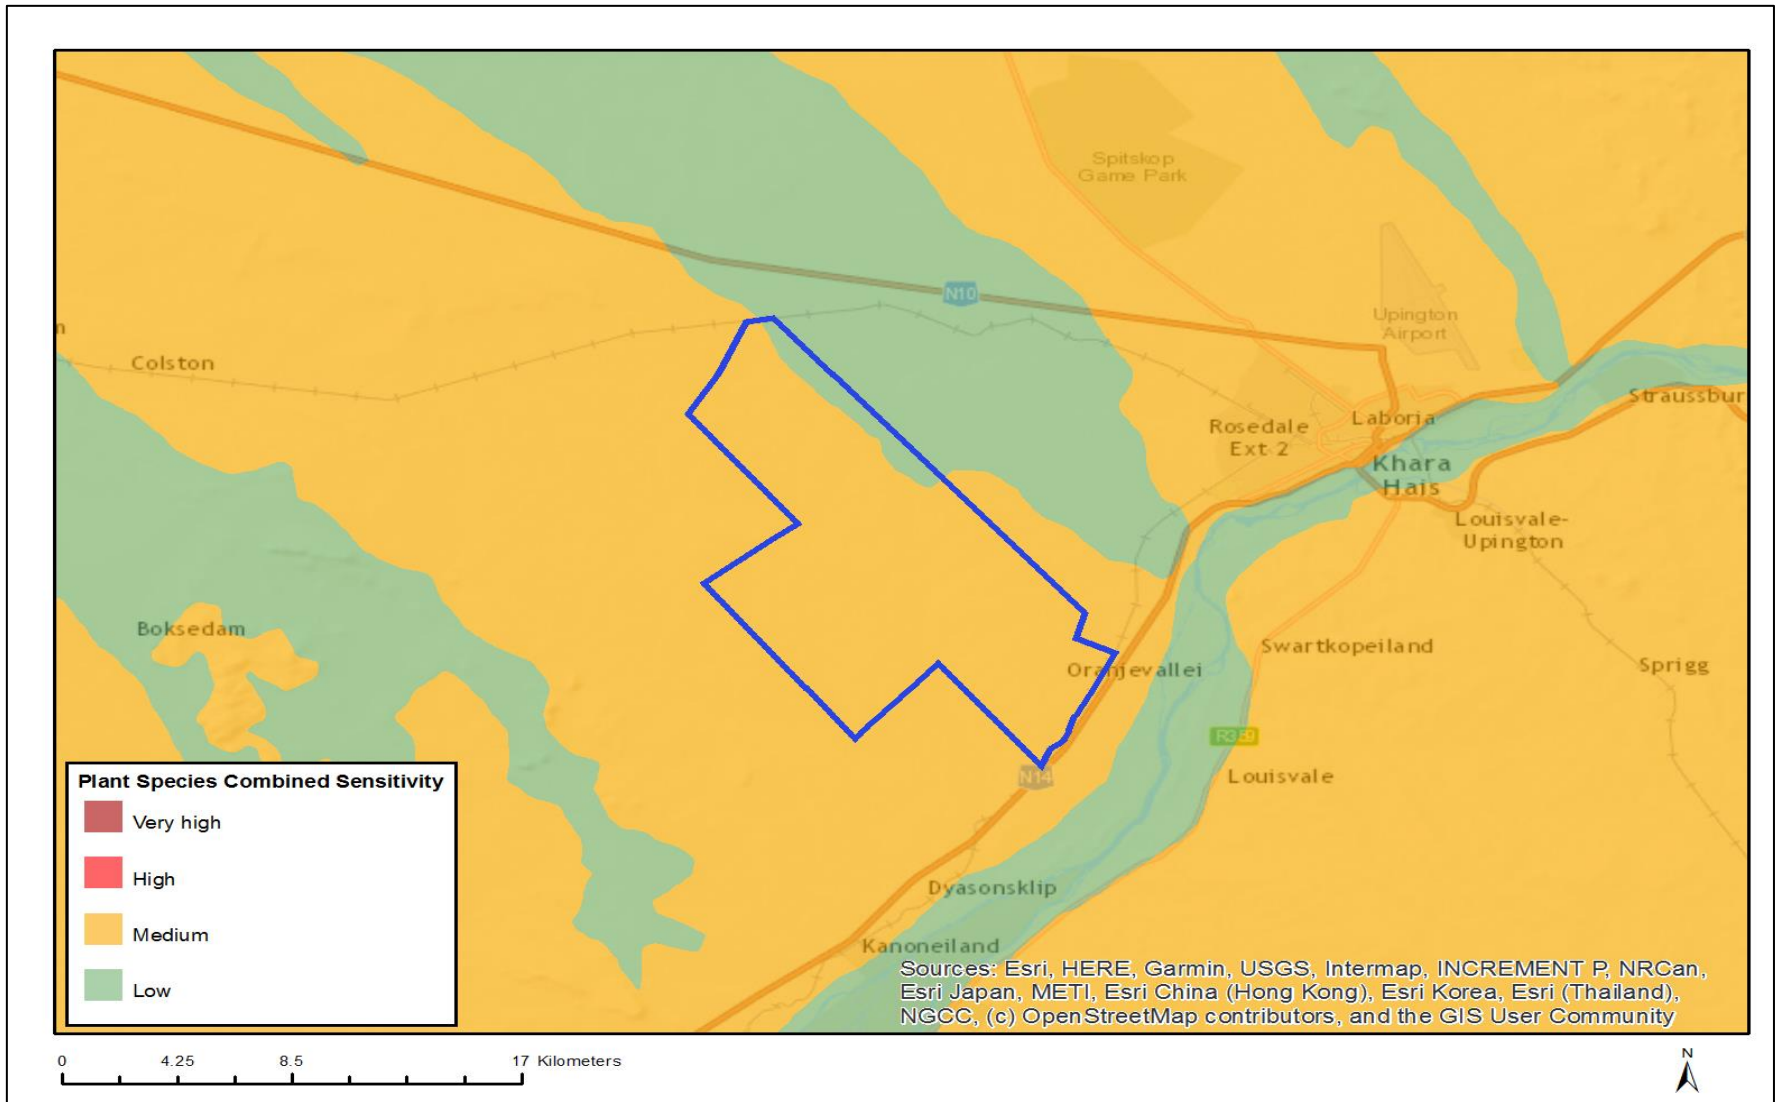 Spitskop
Game Park
N10
Upington
Airport
n
Colston
Straussbur
Laboria
Rosedale
Ext 2
Khara
Hais
Louisvale-
Upington
Boksedam
Swartkopeiland
Oranjevallei
Sprigg
R359
N14
Louisvale
Dyasonsklip
Kanoneiland
Plant Species Combined Sensitivity
Very high
High
Medium
Low
Sources: Esri, HERE, Garmin, USGS, Intermap, INCREMENT P, NRCan,
Esri Japan, METI, Esri China (Hong Kong), Esri Korea, Esri (Thailand),
NGCC, (c) OpenStreetMap contributors, and the GIS User Community
0 4.25 8.5 17 Kilometers
N